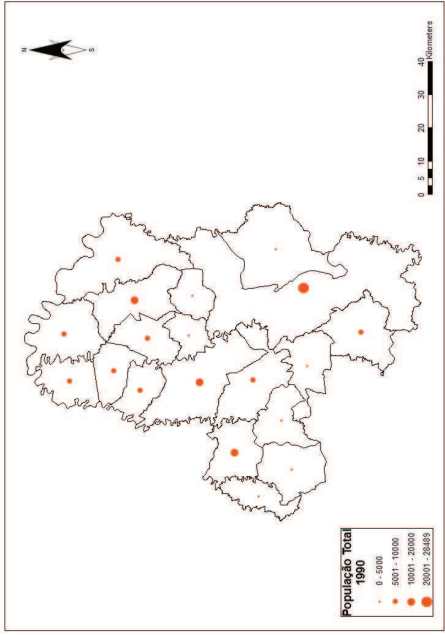 N
S
0 5 10 20 30 40
Kilometers
População Total
1990
0 - 5000
5001 - 10000
10001 - 20000
20001 - 28489